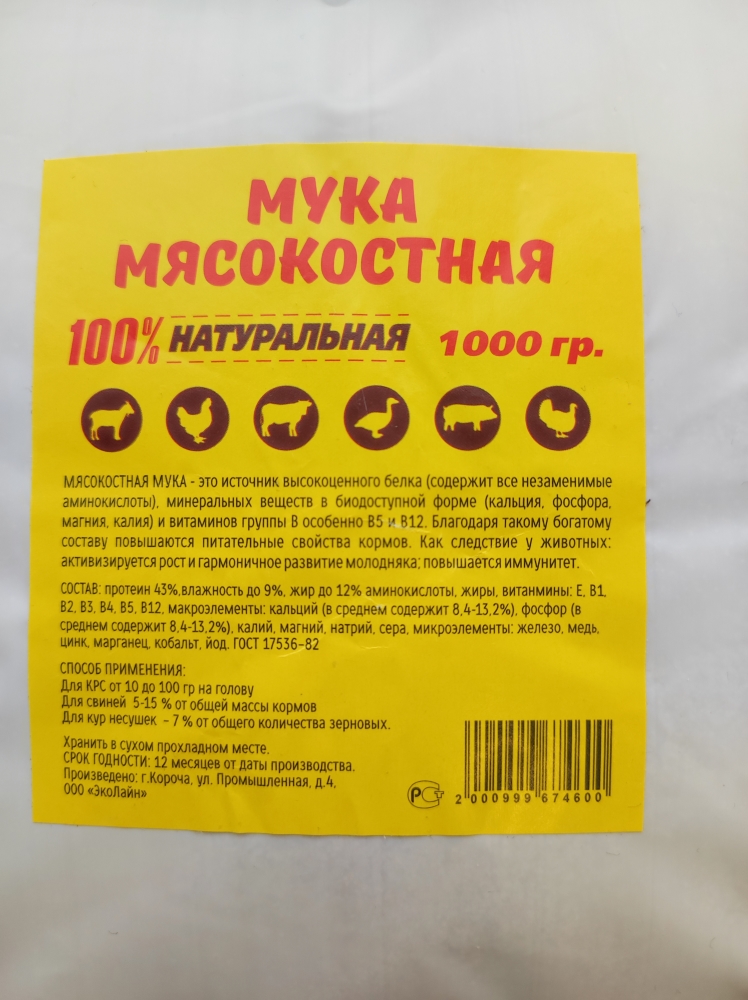 МУКА
МЯСОКОСТНАЯ
100% НАТУРАЛЬНАЯ 1000 гр.
МЯСОКОСТНАЯ МУКА - это источник высокоценного белка (содержит все незаменимые
аминокислоты), минеральных веществ в биодоступной форме (кальция, фосфора,
магния, калия) и витаминов группы В особенно В5 и В12. Благодаря такому богатому
составу повышаются питательные свойства кормов. Как следствие у животных:
активизируется рост и гармоничное развитие молодняка; повышается иммунитет.
СОСТАВ: протеин 43%,влажность до 9%, жир до 12% аминокислоты, жиры, витанмины: Е, В1,
В2, В3, В4, В5, В12, макроэлементы: кальций (в среднем содержит 8,4-13,2%), фосфор (в
среднем содержит 8,4-13,2%), калий, магний, натрий, сера, микроэлементы: железо, медь,
цинк, марганец, кобальт, йод. ГОСТ 17536-82
СПОСОБ ПРИМЕНЕНИЯ:
Для КРС от 10 до 100 гр на голову
Для свиней 5-15 % от общей массы кормов
Для кур несушек - 7 % от общего количества зерновых.
Хранить в сухом прохладном месте.
СРОК ГОДНОСТИ: 12 месяцев от даты производства.
Произведено: г.Короча, ул. Промышленная, д.4,
ООО «ЭкоЛайн»
РСТ
2 000999 674600